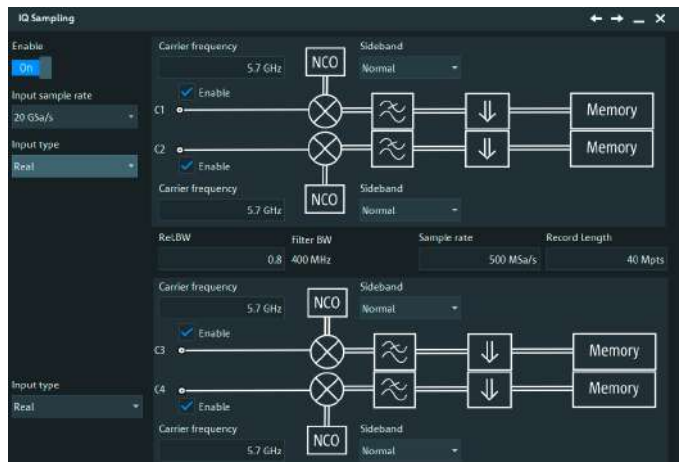 IQ Sampling
Enable
On
Input sample rate
20 GSa/s
Input type
Real
Carrier frequency
5.7 GHz
NCO
Sideband
Normal
Enable
C1
Memory
C2
Memory
Enable
Carrier frequency
5.7 GHz
NCO
Sideband
Normal
Rel.BW
0.8
Filter BW
400 MHz
Sample rate
500 MSa/s
Record Length
40 Mpts
Carrier frequency
5.7 GHz
NCO
Sideband
Normal
Enable
C3
Memory
Input type
Real
C4
Memory
Enable
Carrier frequency
5.7 GHz
NCO
Sideband
Normal